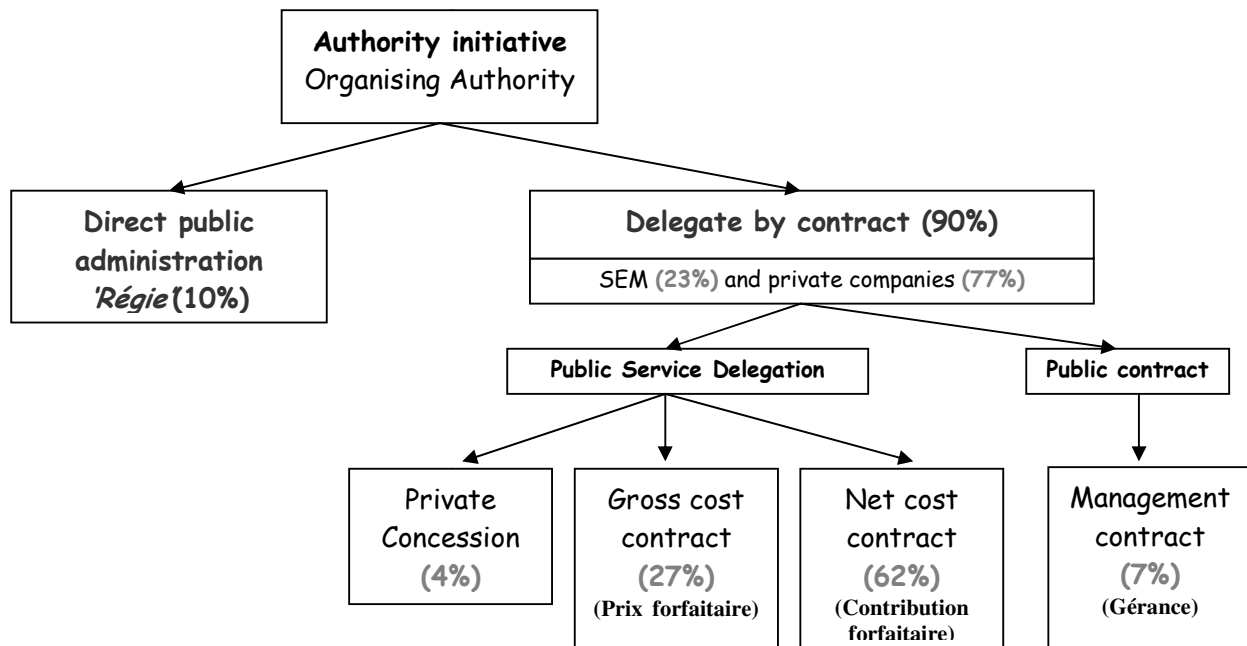 Authority initiative
Organising Authority
Direct public
administration
'Régie'(10%)
Delegate by contract (90%)
SEM (23%) and private companies (77%)
Public Service Delegation
Public contract
Private
Concession
(4%)
Gross cost
contract
(27%)
(Prix forfaitaire)
Net cost
contract
(62%)
(Contribution
forfaitaire)
Management
contract
(7%)
(Gérance)